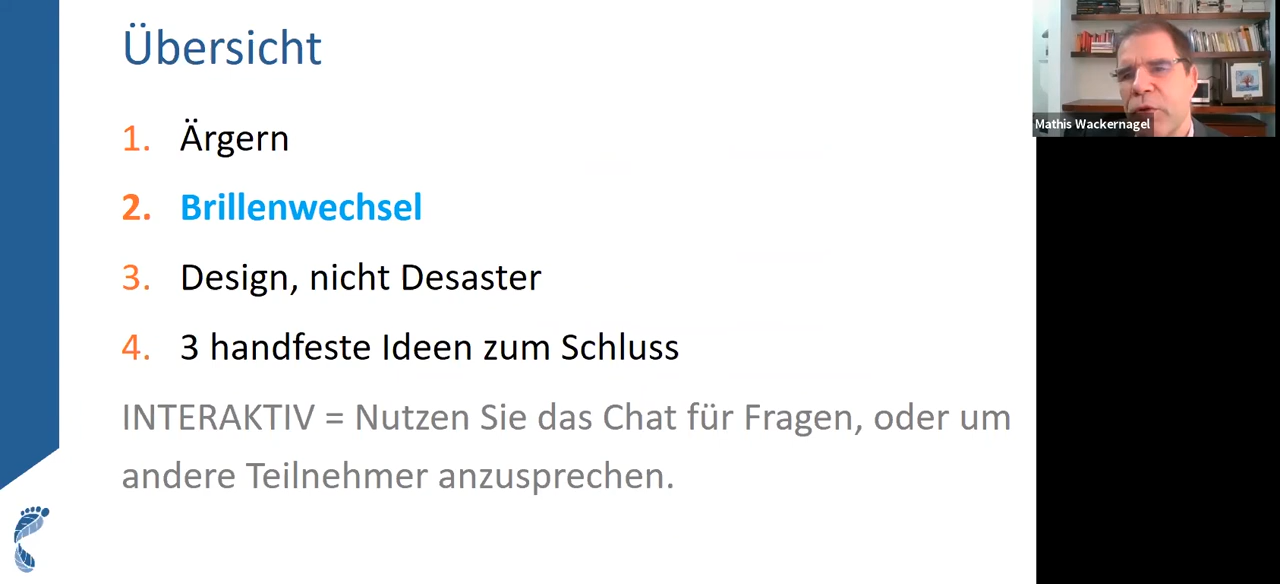 Übersicht
1. Ärgern
2. Brillenwechsel
3. Design, nicht Desaster
4. 3 handfeste Ideen zum Schluss
INTERAKTIV = Nutzen Sie das Chat für Fragen, oder um
andere Teilnehmer anzusprechen.
Mathis Wackernagel